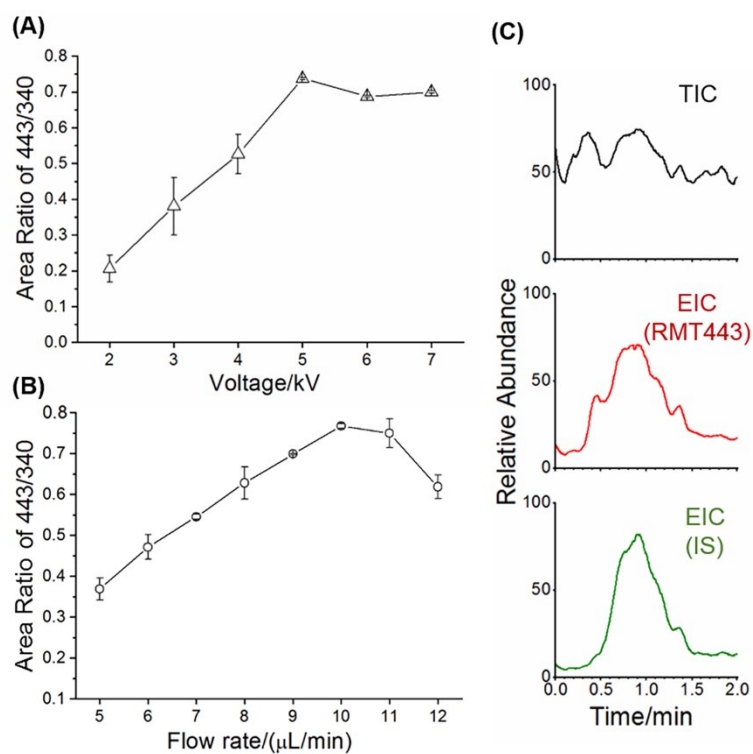 (A)
0.8
0.7
0.6
0.5
0.4
0.3
0.2
0.1
Area Ratio of 443/340
2 3 4 5 6 7
Voltage/kV
(B)
0.8
0.7
0.6
0.5
0.4
0.3
0.2
0.1
Area Ratio of 443/340
5 6 7 8 9 10 11 12
Flow rate/(μL/min)
(C)
Relative Abundance
100
50
0
TIC
100
50
0
EIC
(RMT443)
100
50
0
EIC
(IS)
0.0 0.5 1.0 1.5 2.0
Time/min